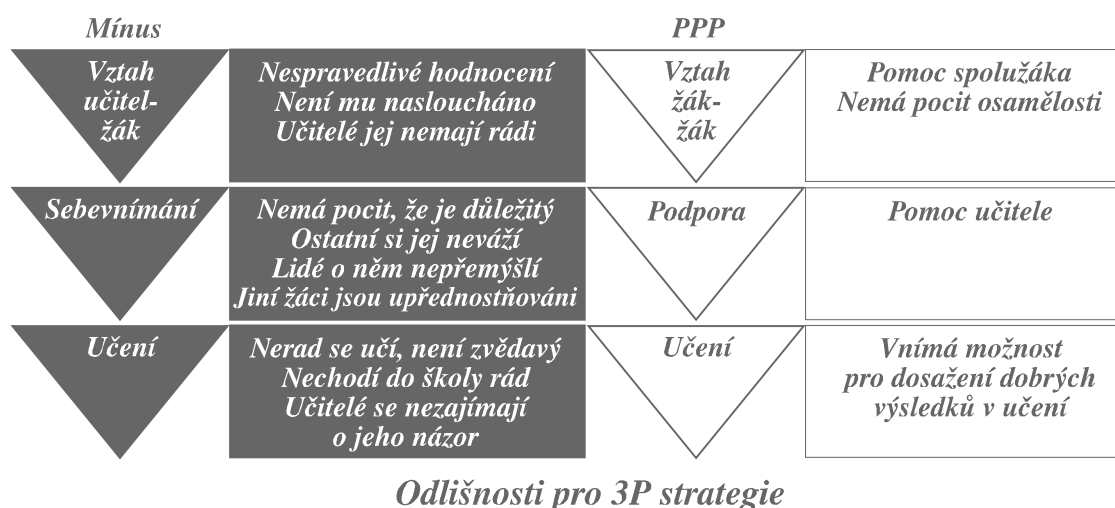 Mínus
PPP
Vztah
učitel-
žák
Nespravedlivé hodnocení
Není mu nasloucháno
Učitelé jej nemají rádi
Vztah
žák-
žák
Pomoc spolužáka
Nemá pocit osamělosti
Sebevnímání
Nemá pocit, že je důležitý
Ostatní si jej neváží
Lidé o něm nepřemýšlí
Jiní žáci jsou upřednostňováni
Podpora
Pomoc učitele
Učení
Nerad se učí, není zvědavý
Nechodí do školy rád
Učitelé se nezajímají
o jeho názor
Učení
Vnímá možnost
pro dosažení dobrých
výsledků v učení
Odlišnosti pro 3P strategie